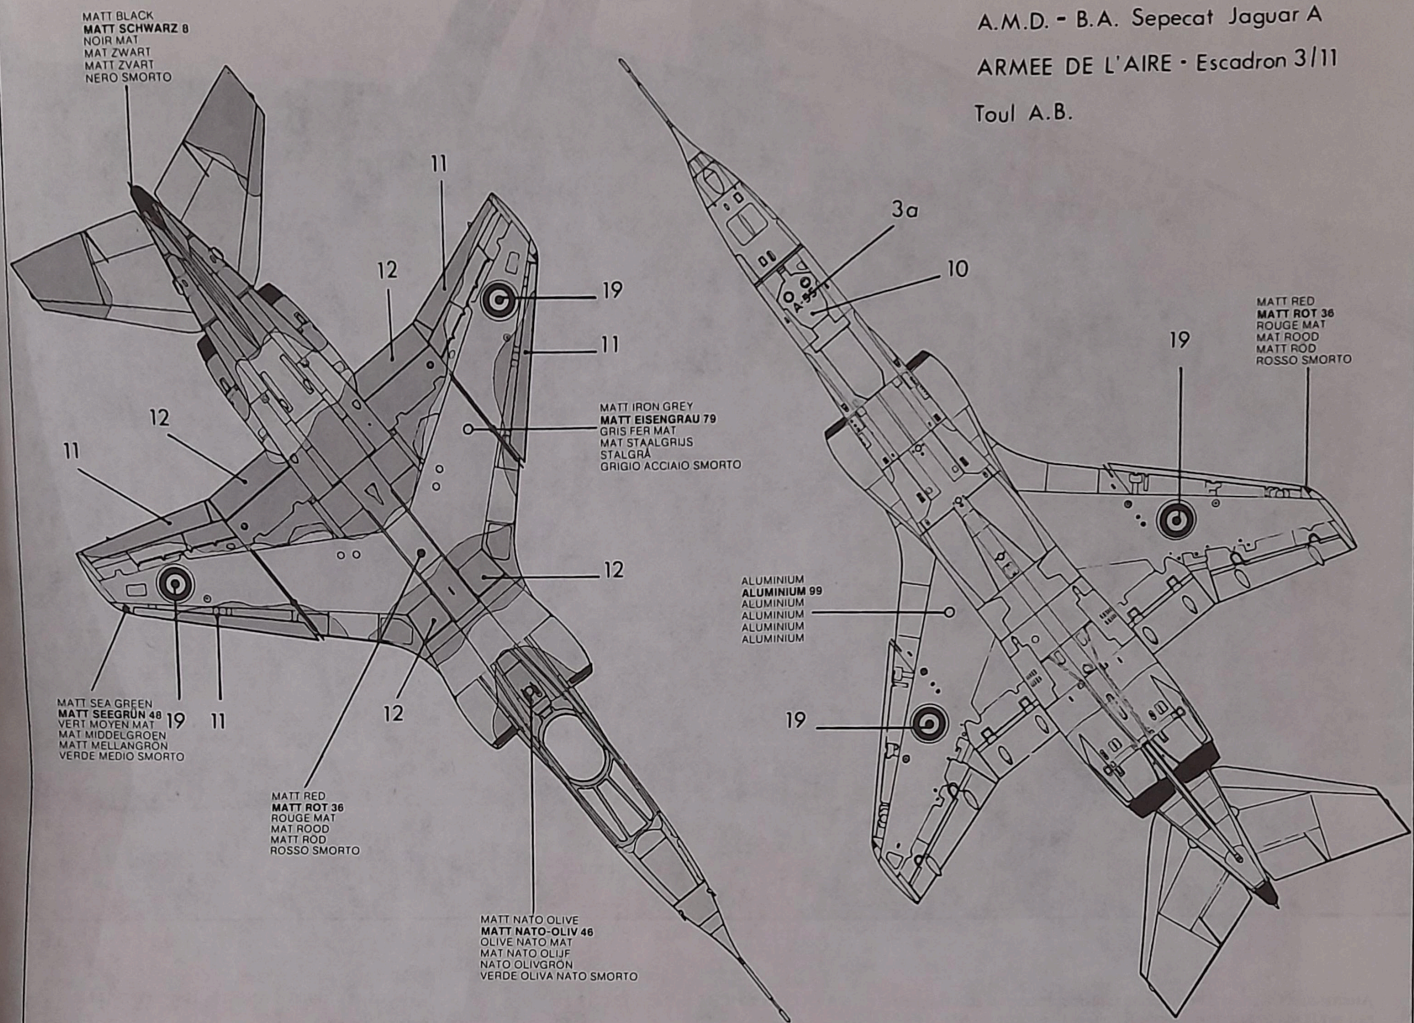 MATT BLACK
MATT SCHWARZ 8
NOIR MAT
MAT ZWART
MATT ZVART
NERO SMORTO
A.M.D. - B.A. Sepecat Jaguar A
ARMEE DE L'AIRE - Escadron 3/11
Toul A.B.
11
12
19
11
3a
10
A-55
MATT RED
MATT ROT 36
ROUGE MAT
MAT ROOD
MATT RÖD
ROSSO SMORTO
19
12
11
MATT IRON GREY
MATT EISENGRAU 79
GRIS FER MAT
MAT STAALGRIJS
STALGRÅ
GRIGIO ACCIAIO SMORTO
12
ALUMINIUM
ALUMINIUM 99
ALUMINIUM
ALUMINIUM
ALUMINIUM
ALUMINIUM
MATT SEA GREEN
MATT SEEGRÜN 48
VERT MOYEN MAT
MAT MIDDELGROEN
MATT MELLANGRÖN
VERDE MEDIO SMORTO
19
11
12
19
MATT RED
MATT ROT 36
ROUGE MAT
MAT ROOD
MATT RÖD
ROSSO SMORTO
MATT NATO OLIVE
MATT NATO-OLIV 46
OLIVE NATO MAT
MAT NATO OLIJF
NATO OLIVGRÖN
VERDE OLIVA NATO SMORTO